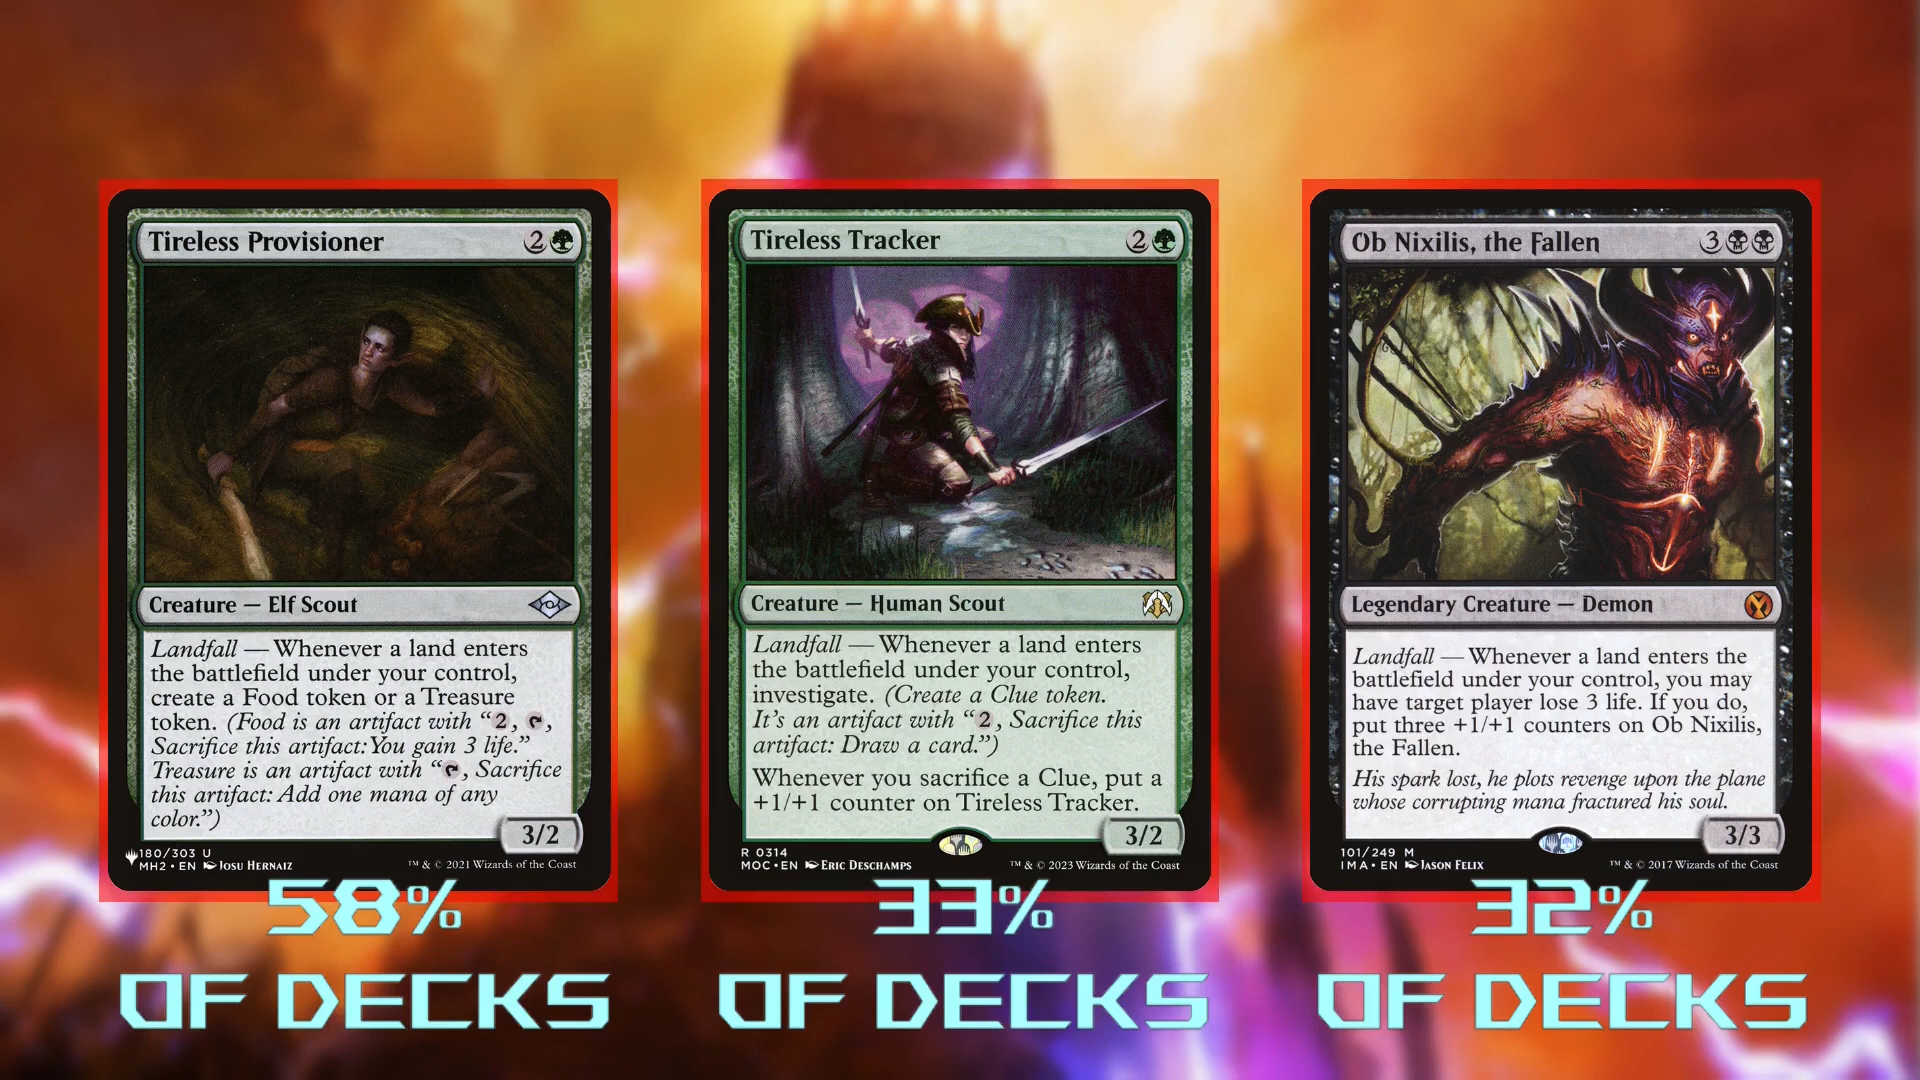 Tireless Provisioner 2
Creature — Elf Scout
Landfall — Whenever a land enters
the battlefield under your control,
create a Food token or a Treasure
token. (Food is an artifact with “2, ,
Sacrifice this artifact: You gain 3 life.”
Treasure is an artifact with “ , Sacrifice
this artifact: Add one mana of any
color.”)
3/2
180/303 U
MH2 • EN Josu Hernaiz
™ & © 2021 Wizards of the Coast
58%
OF DECKS
Tireless Tracker 2
Creature — Human Scout
Landfall — Whenever a land enters
the battlefield under your control,
investigate. (Create a Clue token.
It’s an artifact with “2, Sacrifice this
artifact: Draw a card.”)
Whenever you sacrifice a Clue, put a
+1/+1 counter on Tireless Tracker.
3/2
R 0314
MOC • EN Eric Deschamps
™ & © 2023 Wizards of the Coast
33%
OF DECKS
Ob Nixilis, the Fallen 3
Legendary Creature — Demon
Landfall — Whenever a land enters the
battlefield under your control, you may
have target player lose 3 life. If you do,
put three +1/+1 counters on Ob Nixilis,
the Fallen.
His spark lost, he plots revenge upon the plane
whose corrupting mana fractured his soul.
3/3
101/249 M
IMA • EN Jason Felix
™ & © 2017 Wizards of the Coast
32%
OF DECKS